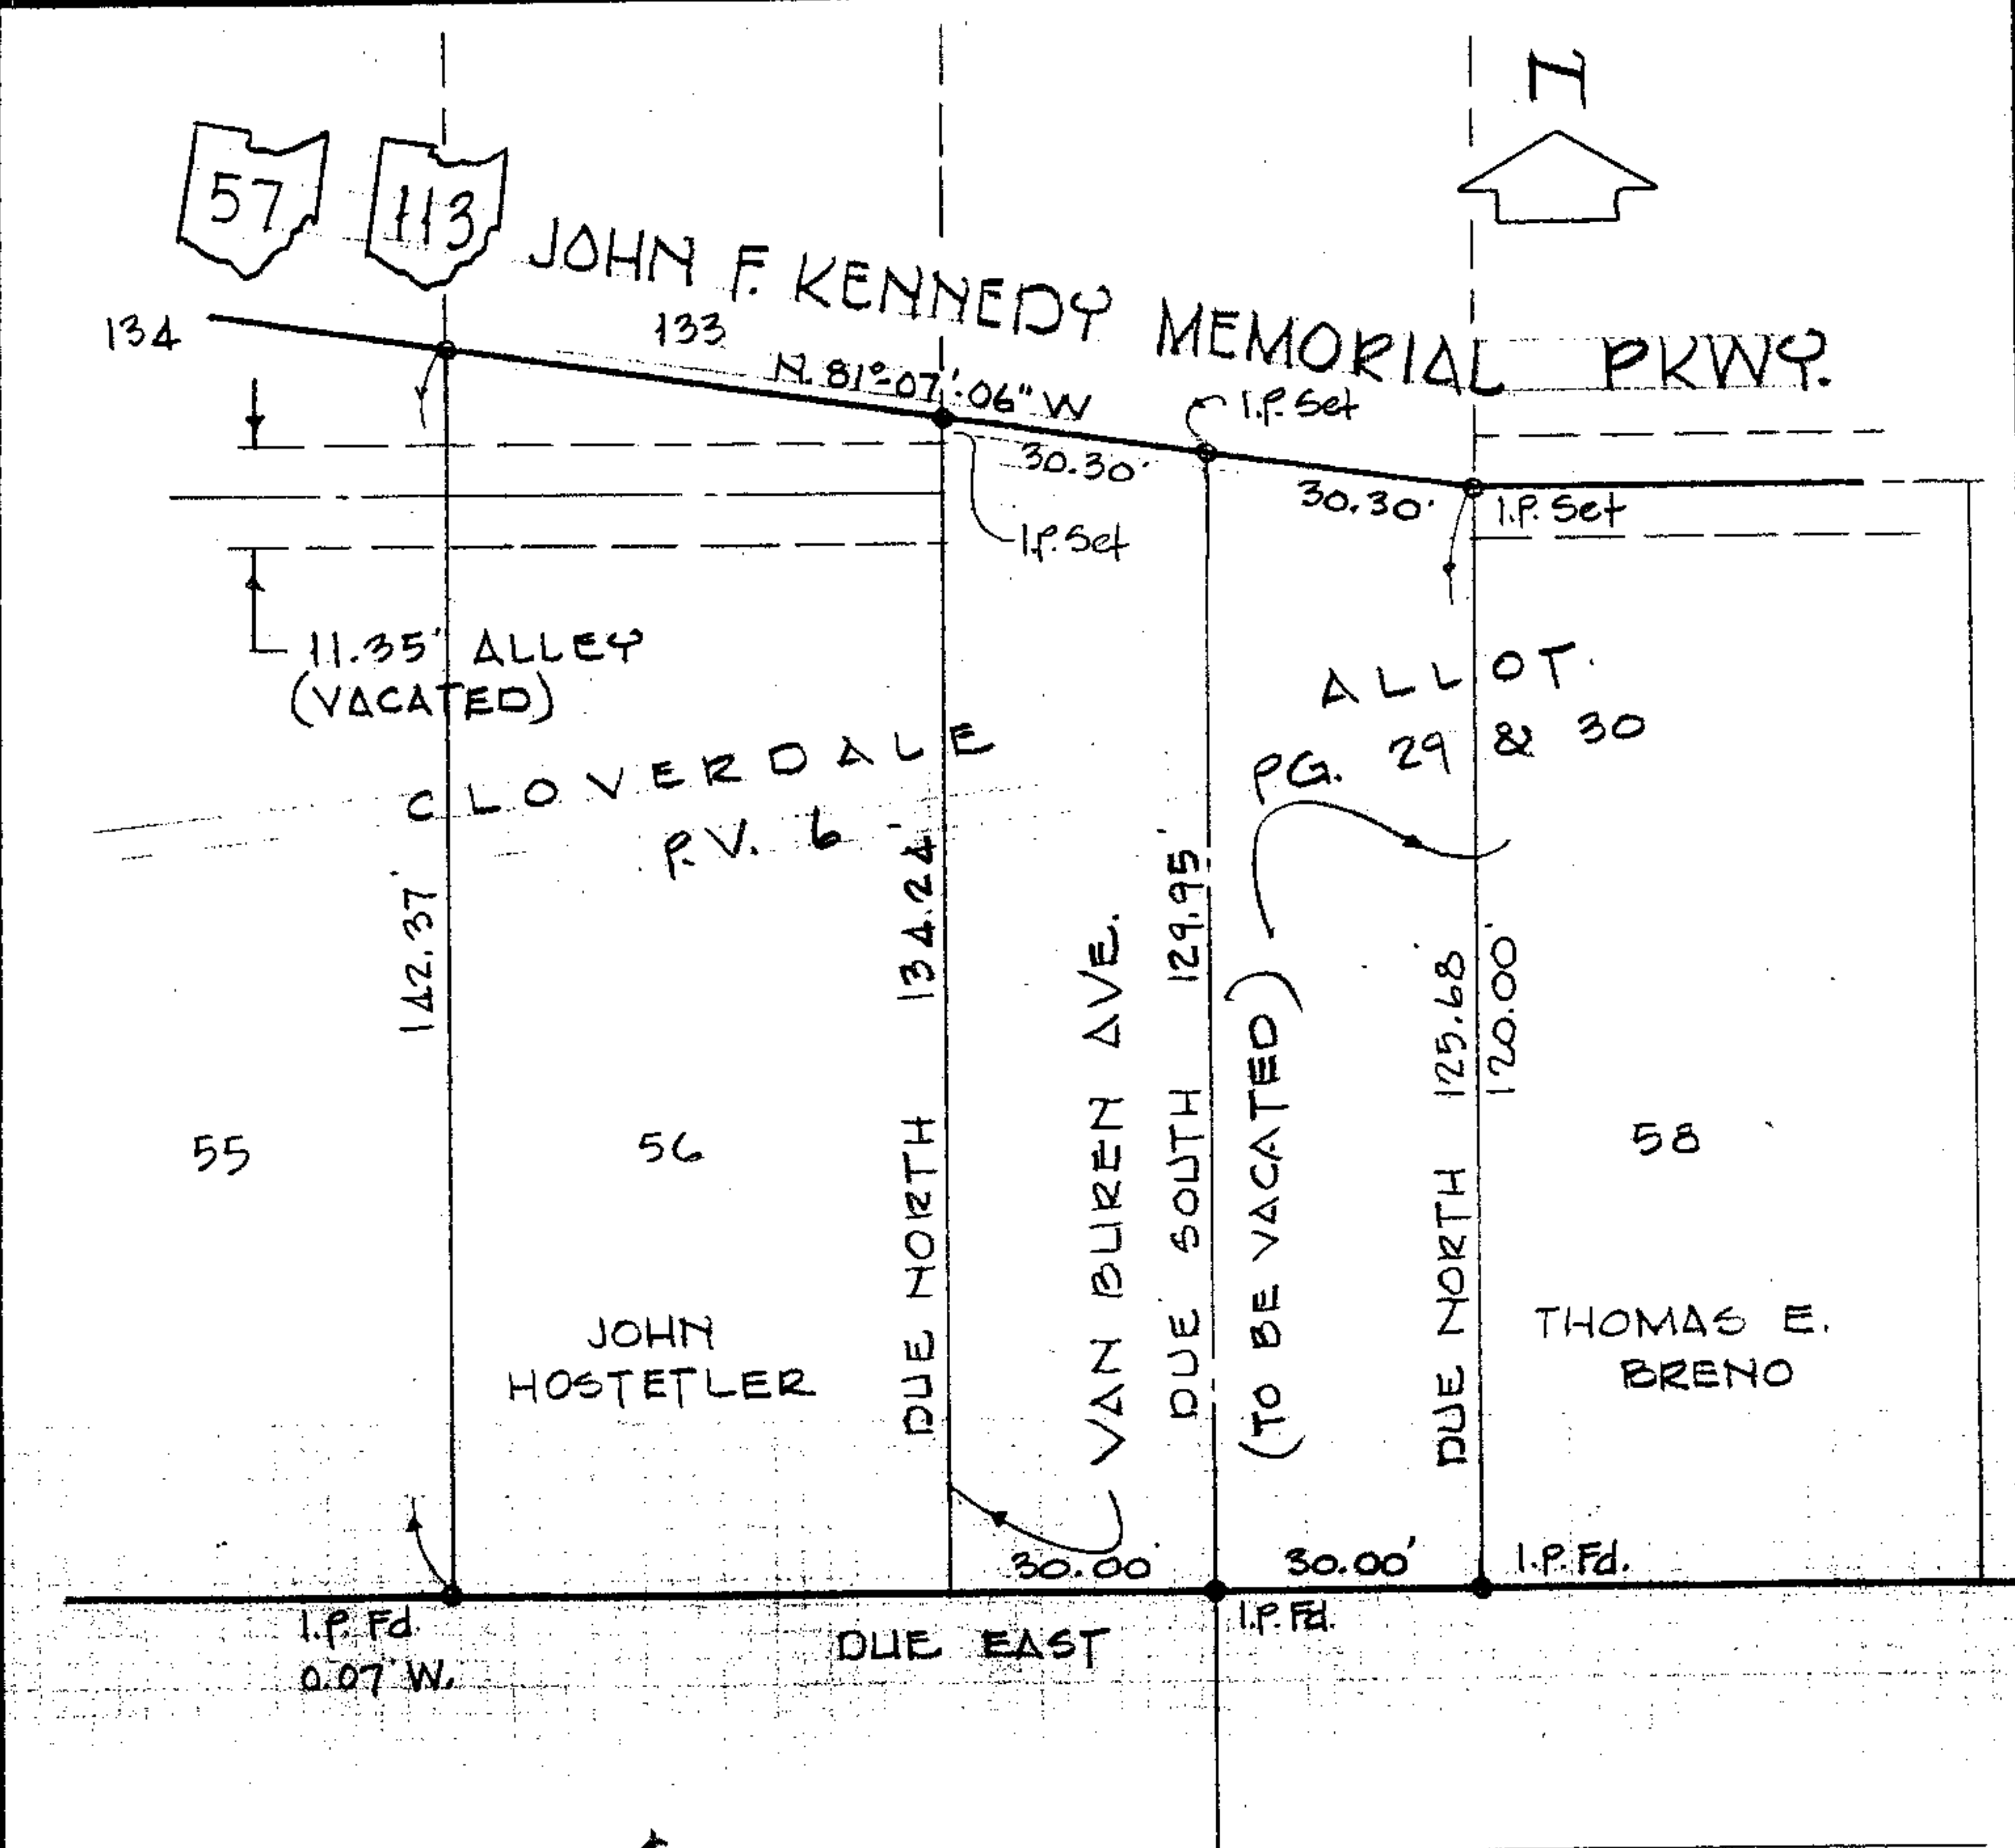 N
57
113
JOHN F. KENNEDY MEMORIAL PKWY.
134
133
N. 81°-07'-06" W
I.P. Set
30.30'
30.30'
I.P. Set
I.P. Set
11.35' ALLEY
(VACATED)
CLOVERDALE
ALLOT.
P.V. 6
PG. 29 & 30
142.37'
DUE NORTH 134.24'
VAN BUREN AVE.
DUE SOUTH 129.95'
(TO BE VACATED)
DUE NORTH 125.68
120.00'
55
56
58
JOHN
HOSTETLER
THOMAS E.
BRENO
30.00'
30.00'
I.P. Fd.
I.P. Fd.
0.07' W.
I.P. Fd.
DUE EAST